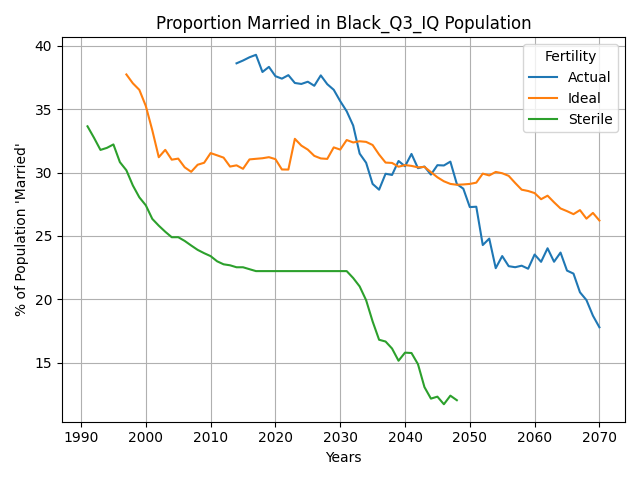 Proportion Married in Black_Q3_IQ Population
% of Population 'Married'
40
35
30
25
20
15
Fertility
Actual
Ideal
Sterile
1990 2000 2010 2020 2030 2040 2050 2060 2070
Years